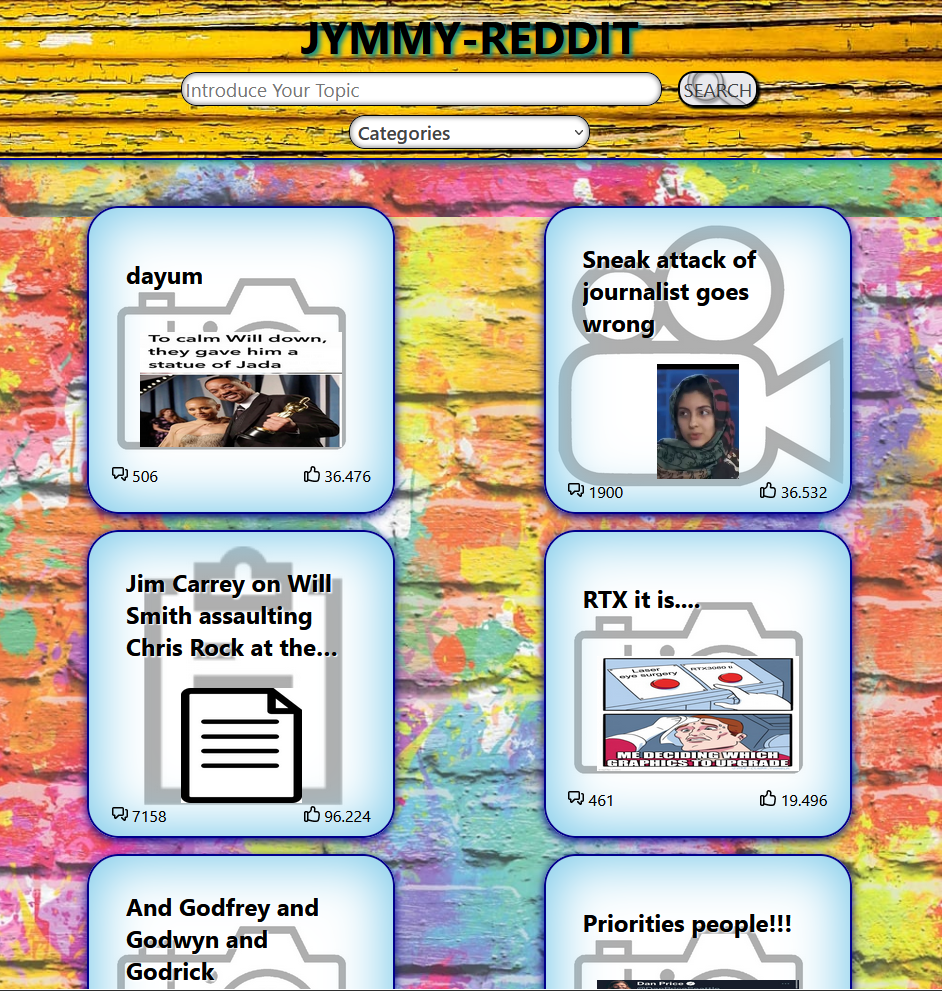 JYMMY-REDDIT
Introduce Your Topic
SEARCH
Categories
dayum
To calm Will down,
they gave him a
statue of Jada
506
36.476
Sneak attack of
journalist goes
wrong
1900
36.532
Jim Carrey on Will
Smith assaulting
Chris Rock at the...
7158
96.224
RTX it is....
Laser
eye surgery
RTX3080 ti
ME DECIDING WHICH
GRAPHICS TO UPGRADE
461
19.496
And Godfrey and
Godwyn and
Godrick
Priorities people!!!
Dan Price